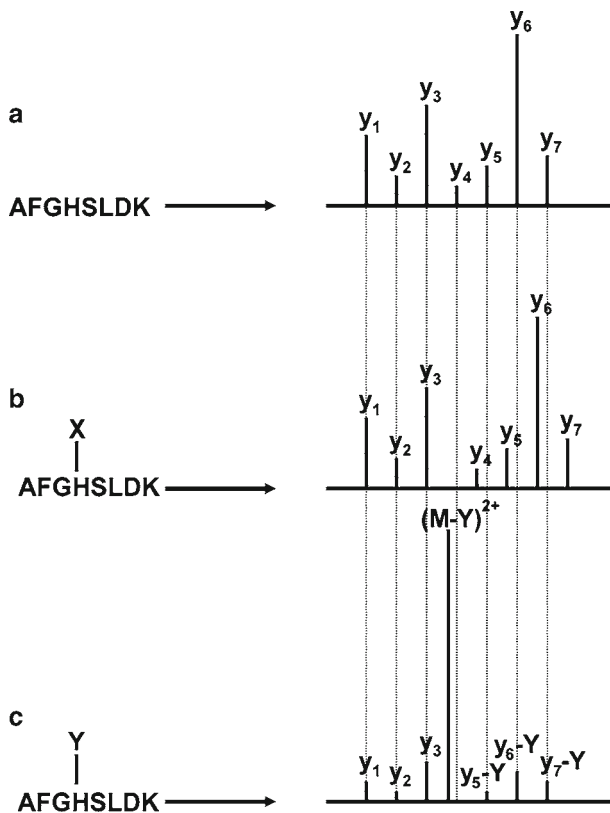 a
y₁
y₂
y₃
y₄
y₅
y₆
y₇
AFGHSLDK
b
X
AFGHSLDK
y₁
y₂
y₃
y₄
y₅
y₆
y₇
c
Y
AFGHSLDK
(M-Y)²⁺
y₁
y₂
y₃
y₅-Y
y₆-Y
y₇-Y